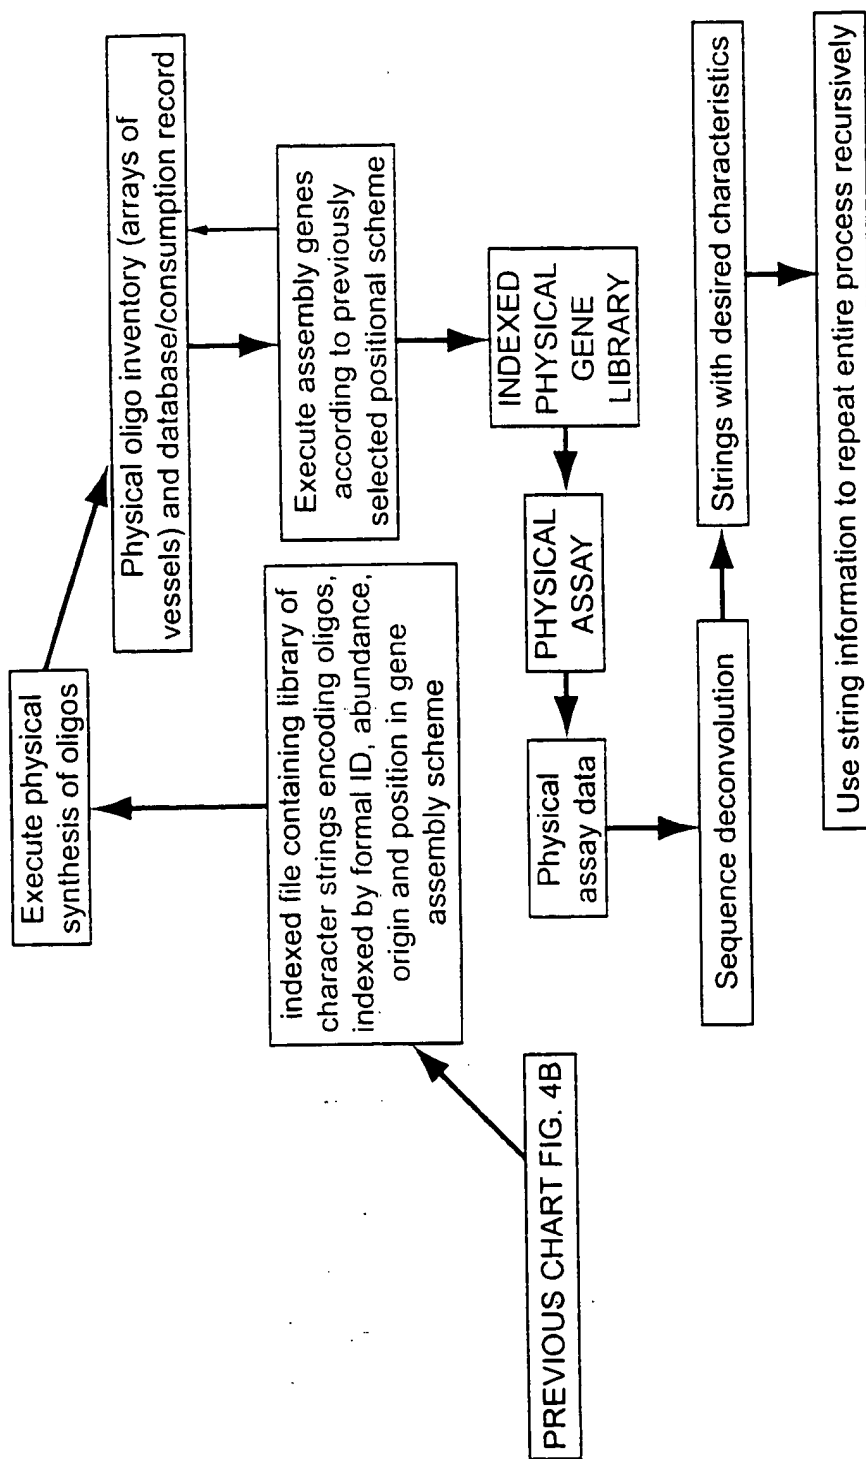 Execute physical
synthesis of oligos
Physical oligo inventory (arrays of
vessels) and database/consumption record
indexed file containing library of
character strings encoding oligos,
indexed by formal ID, abundance,
origin and position in gene
assembly scheme
Execute assembly genes
according to previously
selected positional scheme
PREVIOUS CHART FIG. 4B
INDEXED
PHYSICAL
GENE
LIBRARY
PHYSICAL
ASSAY
Physical
assay data
Sequence deconvolution
Strings with desired characteristics
Use string information to repeat entire process recursively